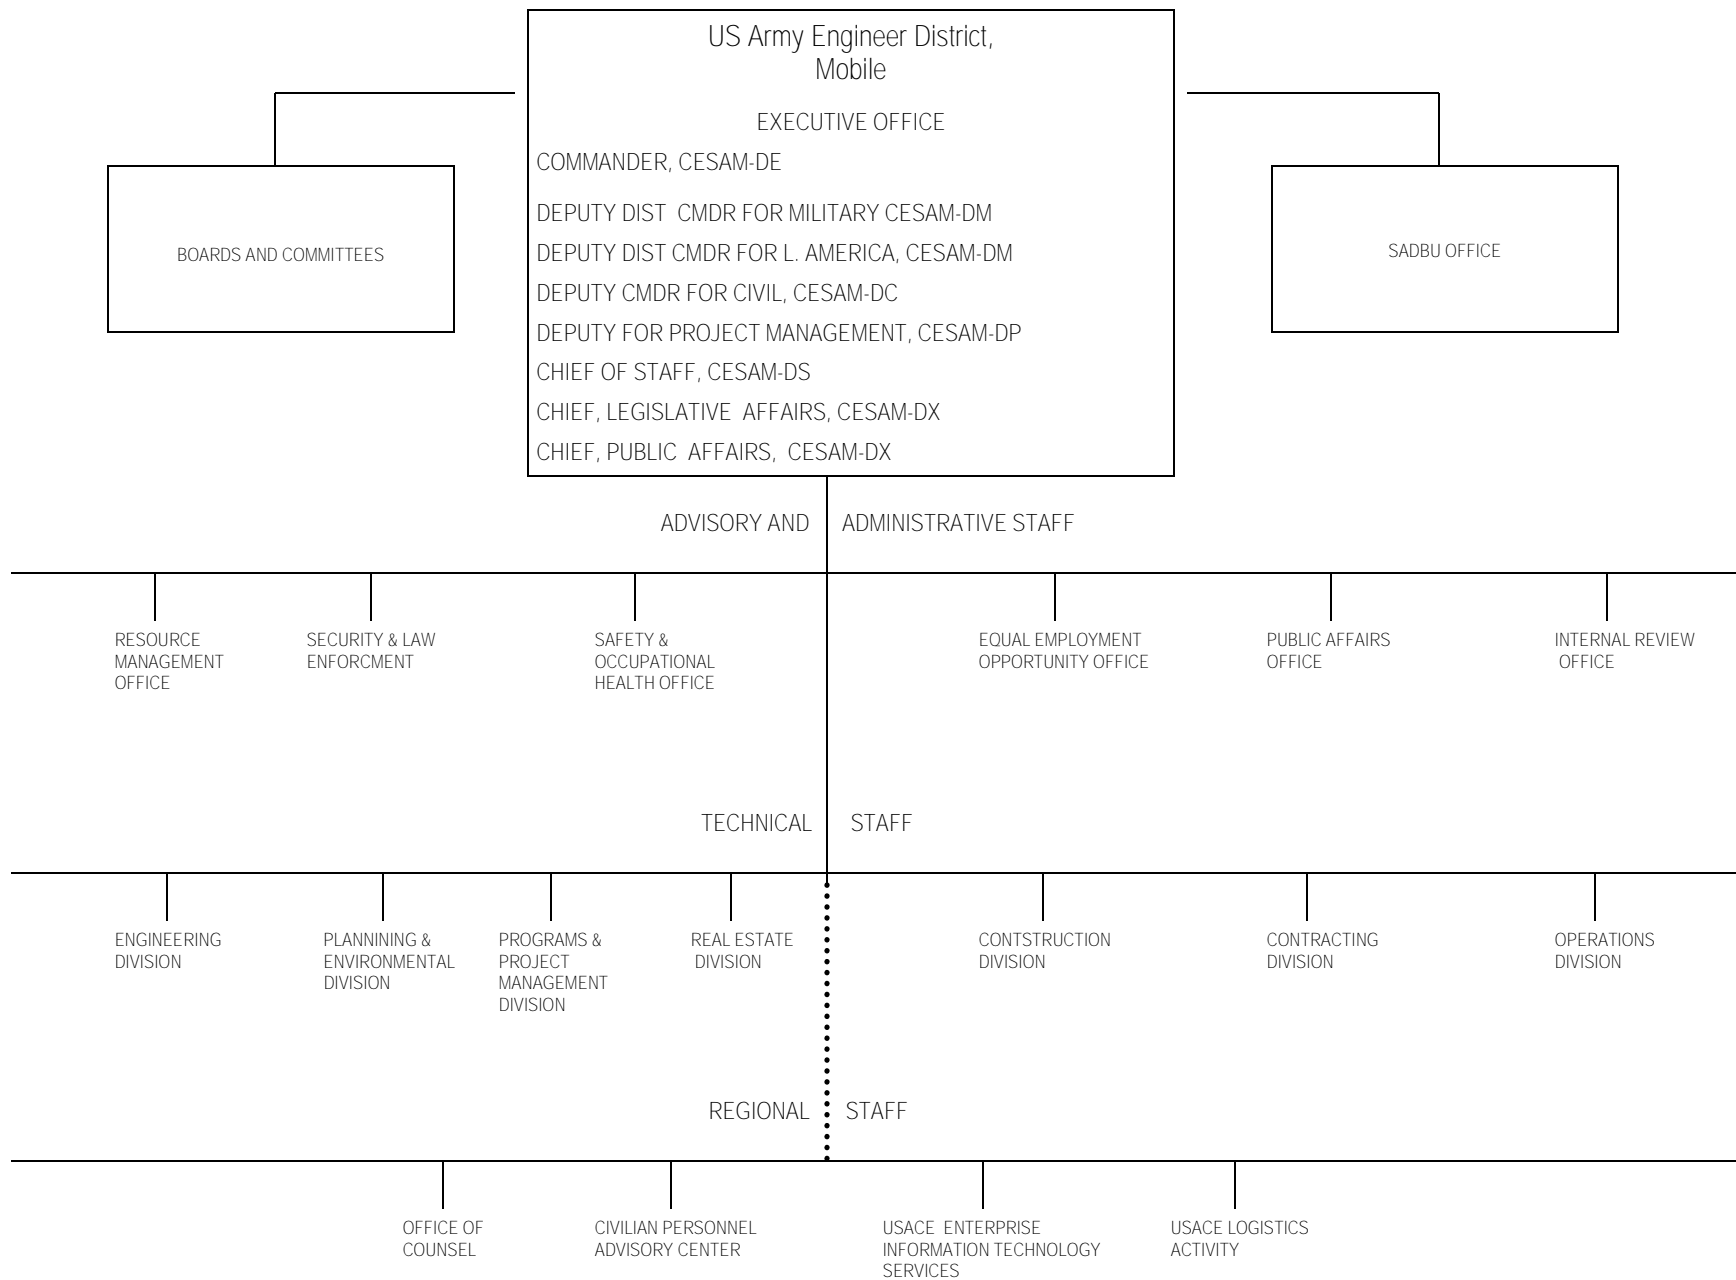 US Army Engineer District,
Mobile
EXECUTIVE OFFICE
COMMANDER, CESAM-DE
DEPUTY DIST CMDR FOR MILITARY CESAM-DM
DEPUTY DIST CMDR FOR L. AMERICA, CESAM-DM
DEPUTY CMDR FOR CIVIL, CESAM-DC
DEPUTY FOR PROJECT MANAGEMENT, CESAM-DP
CHIEF OF STAFF, CESAM-DS
CHIEF, LEGISLATIVE AFFAIRS, CESAM-DX
CHIEF, PUBLIC AFFAIRS, CESAM-DX
BOARDS AND COMMITTEES
SADBU OFFICE
ADVISORY AND ADMINISTRATIVE STAFF
RESOURCE
MANAGEMENT
OFFICE
SECURITY & LAW
ENFORCMENT
SAFETY &
OCCUPATIONAL
HEALTH OFFICE
EQUAL EMPLOYMENT
OPPORTUNITY OFFICE
PUBLIC AFFAIRS
OFFICE
INTERNAL REVIEW
OFFICE
TECHNICAL STAFF
ENGINEERING
DIVISION
PLANNINING &
ENVIRONMENTAL
DIVISION
PROGRAMS &
PROJECT
MANAGEMENT
DIVISION
REAL ESTATE
DIVISION
CONTSTRUCTION
DIVISION
CONTRACTING
DIVISION
OPERATIONS
DIVISION
REGIONAL STAFF
OFFICE OF
COUNSEL
CIVILIAN PERSONNEL
ADVISORY CENTER
USACE ENTERPRISE
INFORMATION TECHNOLOGY
SERVICES
USACE LOGISTICS
ACTIVITY